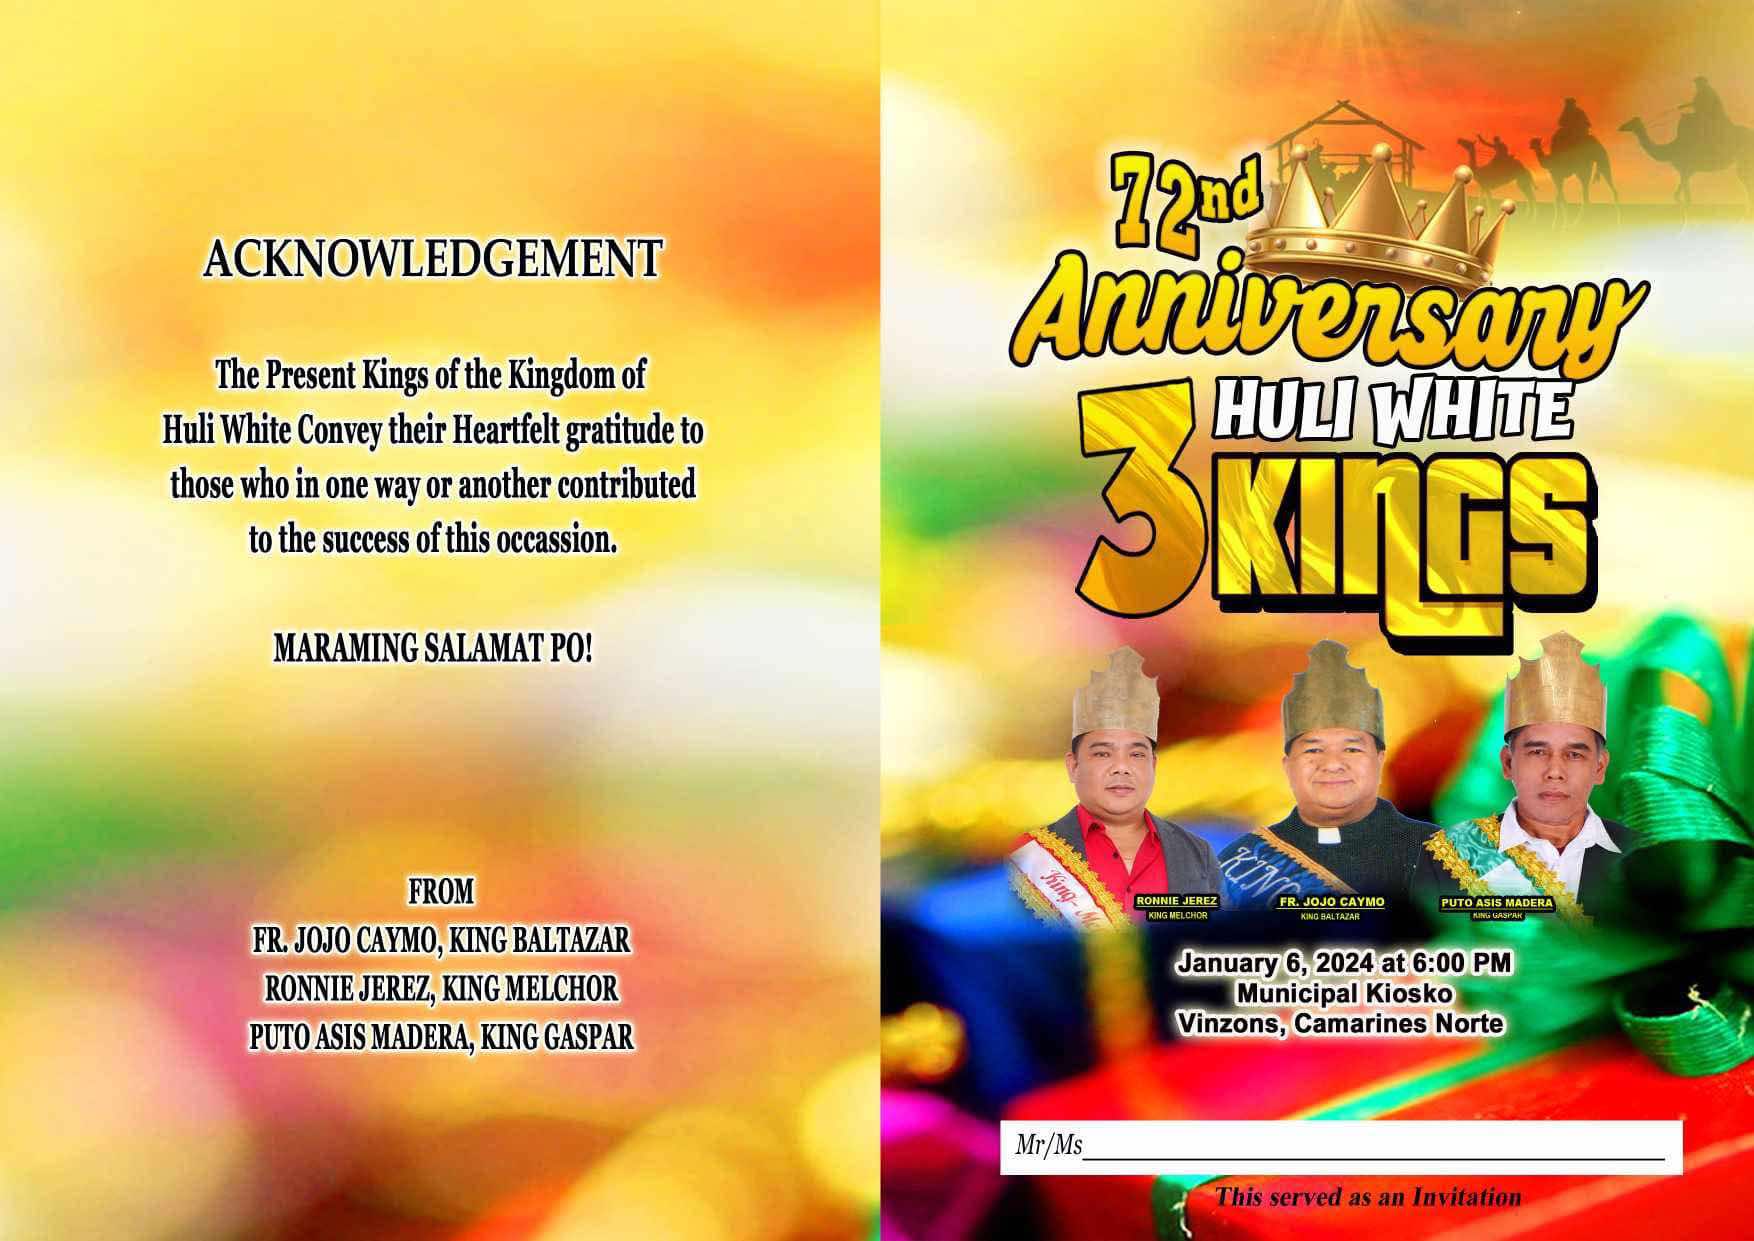 ACKNOWLEDGEMENT
The Present Kings of the Kingdom of
Huli White Convey their Heartfelt gratitude to
those who in one way or another contributed
to the success of this occassion.
MARAMING SALAMAT PO!
FROM
FR. JOJO CAYMO, KING BALTAZAR
RONNIE JEREZ, KING MELCHOR
PUTO ASIS MADERA, KING GASPAR
72nd
Anniversary
HULI WHITE
3 KINGS
King- M
KING
RONNIE JEREZ
KING MELCHOR
FR. JOJO CAYMO
KING BALTAZAR
PUTO ASIS MADERA
KING GASPAR
January 6, 2024 at 6:00 PM
Municipal Kiosko
Vinzons, Camarines Norte
Mr/Ms
This served as an Invitation